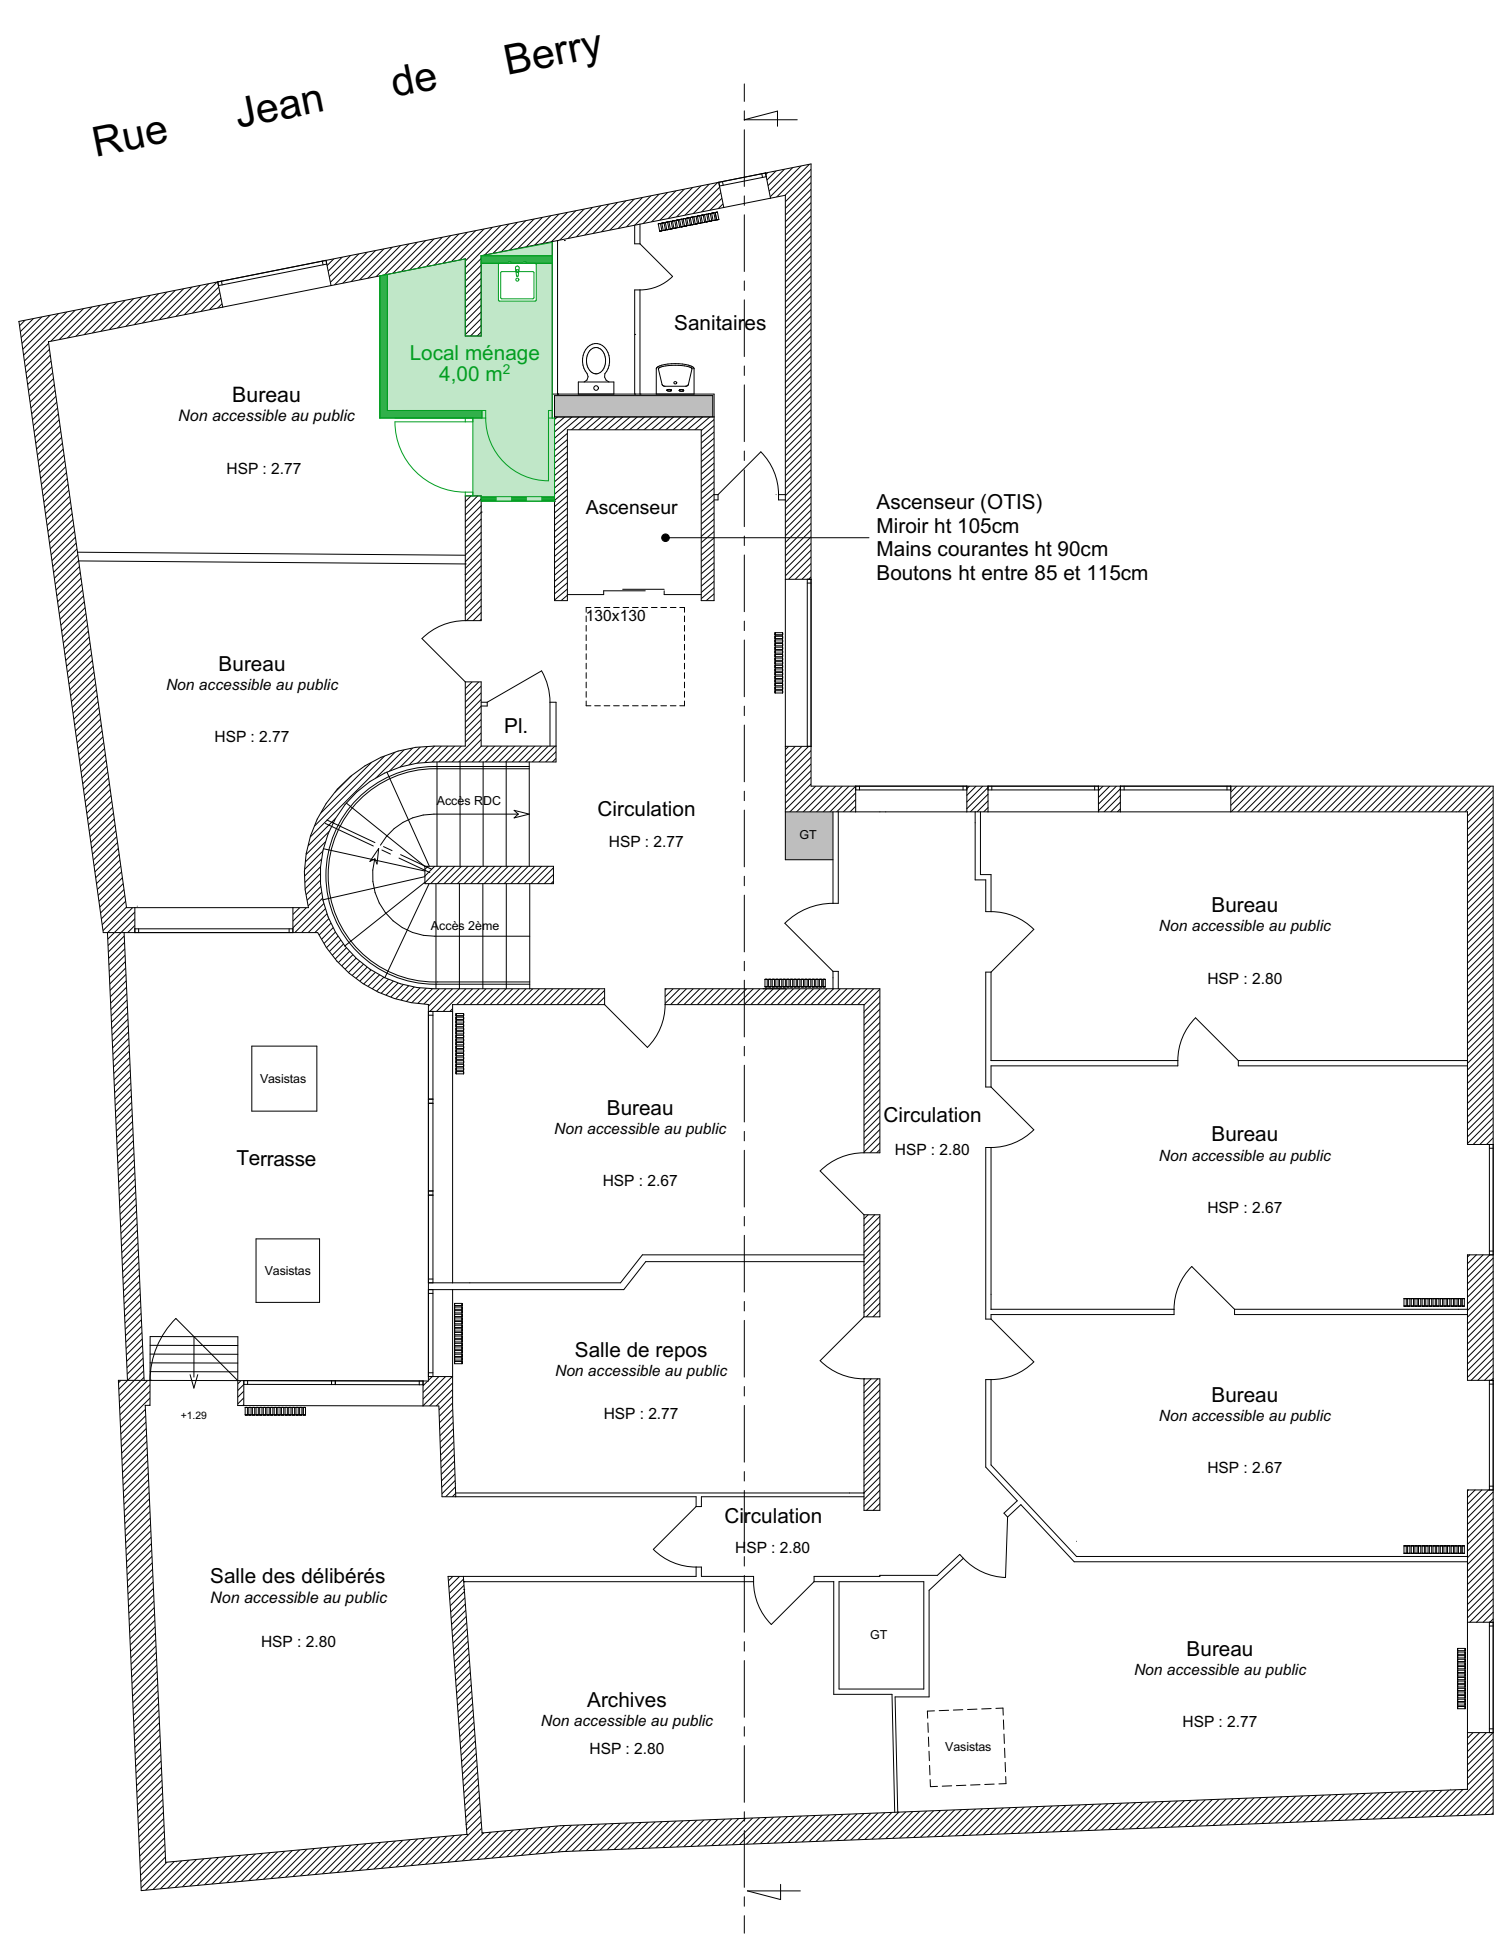 Rue Jean de Berry
Sanitaires
Local ménage
4,00 m²
Bureau
Non accessible au public
HSP : 2.77
Ascenseur
Ascenseur (OTIS)
Miroir ht 105cm
Mains courantes ht 90cm
Boutons ht entre 85 et 115cm
130x130
Bureau
Non accessible au public
HSP : 2.77
Pl.
Accès RDC
Circulation
HSP : 2.77
GT
Accès 2ème
Bureau
Non accessible au public
HSP : 2.80
Vasistas
Terrasse
Vasistas
Bureau
Non accessible au public
HSP : 2.67
Circulation
HSP : 2.80
Bureau
Non accessible au public
HSP : 2.67
Salle de repos
Non accessible au public
HSP : 2.77
Bureau
Non accessible au public
HSP : 2.67
+1.29
Circulation
HSP : 2.80
Salle des délibérés
Non accessible au public
HSP : 2.80
GT
Archives
Non accessible au public
HSP : 2.80
Bureau
Non accessible au public
HSP : 2.77
Vasistas